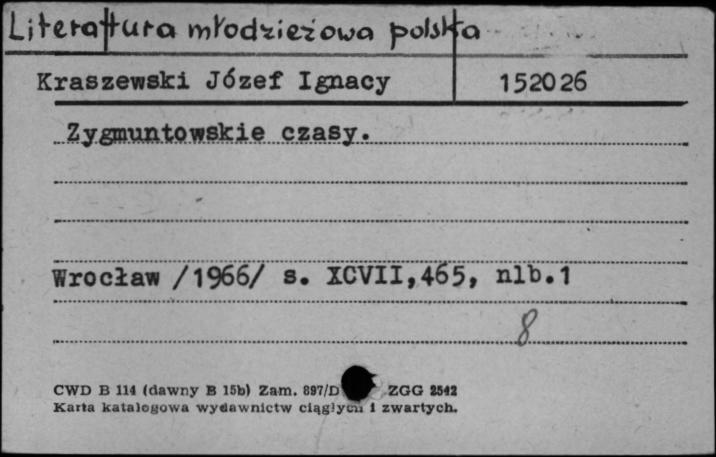 Literatura młodzieżowa polska
Kraszewski Józef Ignacy 152026
Zygmuntowskie czasy.
Wrocław /1966/ s. XCVII,465, nlb.1
8
CWD B 114 (dawny B 15b) Zam. 897/D ZGG 2542
Karta katalogowa wydawnictw ciągłych i zwartych.